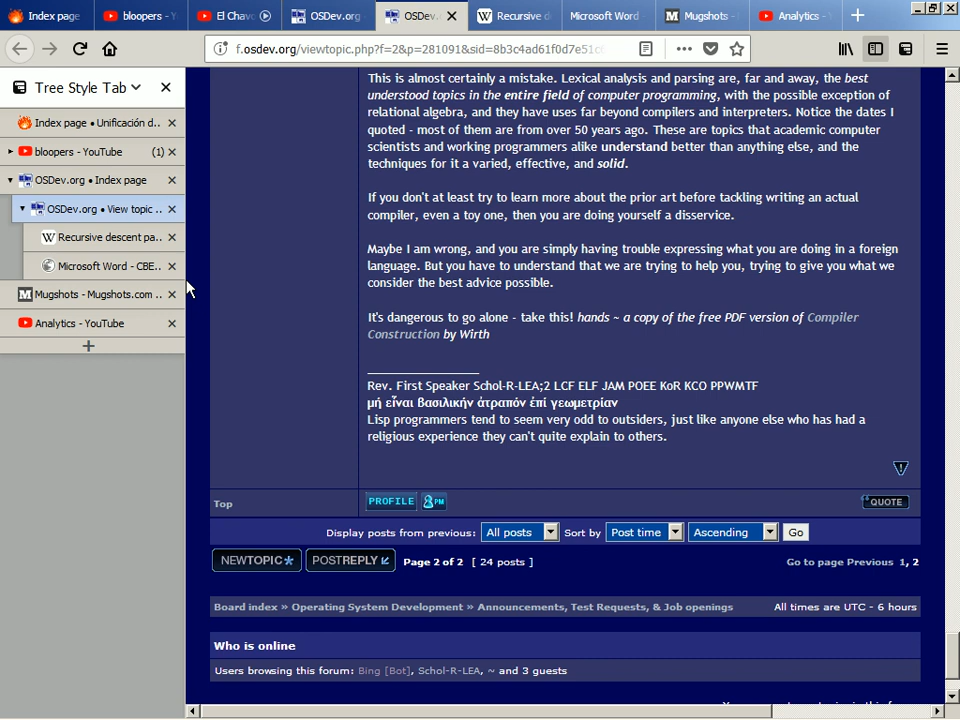 Index page
bloopers - Y
El Chavo
OSDev.org
OSDev.
Recursive d
Microsoft Word
Mugshots -
Analytics -
f.osdev.org/viewtopic.php?f=2&p=281091&sid=8b3c4ad61f0d7e51c
Tree Style Tab
Index page • Unificación d..
bloopers - YouTube (1)
OSDev.org • Index page
OSDev.org • View topic ..
Recursive descent pa..
Microsoft Word - CBE..
Mugshots - Mugshots.com ..
Analytics - YouTube
This is almost certainly a mistake. Lexical analysis and parsing are, far and away, the best
understood topics in the entire field of computer programming, with the possible exception of
relational algebra, and they have uses far beyond compilers and interpreters. Notice the dates I
quoted - most of them are from over 50 years ago. These are topics that academic computer
scientists and working programmers alike understand better than anything else, and the
techniques for it a varied, effective, and solid.
If you don't at least try to learn more about the prior art before tackling writing an actual
compiler, even a toy one, then you are doing yourself a disservice.
Maybe I am wrong, and you are simply having trouble expressing what you are doing in a foreign
language. But you have to understand that we are trying to help you, trying to give you what we
consider the best advice possible.
It's dangerous to go alone - take this! hands ~ a copy of the free PDF version of Compiler
Construction by Wirth
Rev. First Speaker Schol-R-LEA;2 LCF ELF JAM POEE KoR KCO PPWMTF
μή εἶναι βασιλικήν ἀτραπόν ἐπί γεωμετρίαν
Lisp programmers tend to seem very odd to outsiders, just like anyone else who has had a
religious experience they can't quite explain to others.
Top PROFILE PM QUOTE
Display posts from previous: All posts Sort by Post time Ascending Go
NEWTOPIC POSTREPLY Page 2 of 2 [ 24 posts ] Go to page Previous 1, 2
Board index » Operating System Development » Announcements, Test Requests, & Job openings All times are UTC - 6 hours
Who is online
Users browsing this forum: Bing [Bot], Schol-R-LEA, ~ and 3 guests